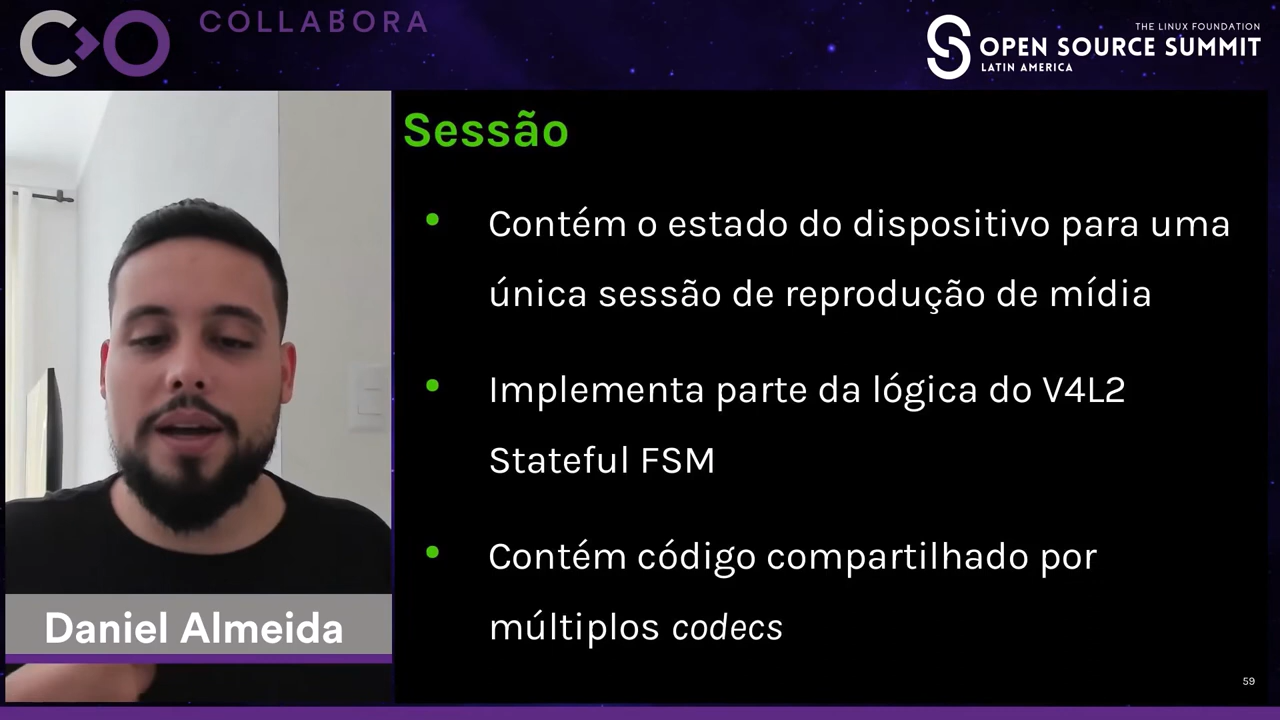 COLLABORA
THE LINUX FOUNDATION
OPEN SOURCE SUMMIT
LATIN AMERICA
Sessão
• Contém o estado do dispositivo para uma
única sessão de reprodução de mídia
• Implementa parte da lógica do V4L2
Stateful FSM
• Contém código compartilhado por
múltiplos codecs
Daniel Almeida
59